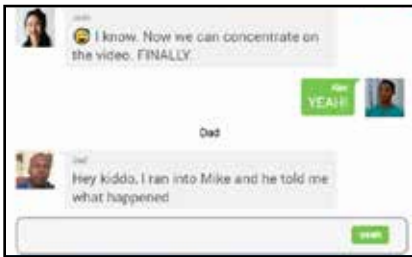 😩 I know. Now we can concentrate on
the video. FINALLY.
Alex
YEAH!
Dad
Dad
Hey kiddo, I ran into Mike and he told me
what happened